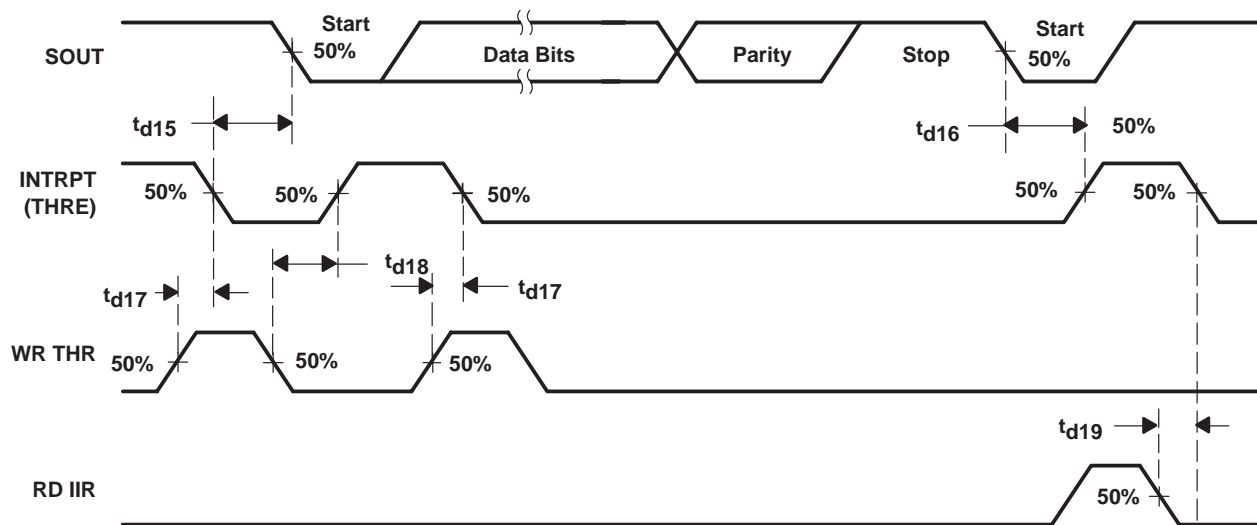 Start
Start
SOUT
50%
Data Bits
Parity
Stop
50%
td15
td16
50%
INTRPT
(THRE)
50%
50%
50%
50%
50%
td17
td18
td17
WR THR
50%
50%
50%
td19
RD IIR
50%